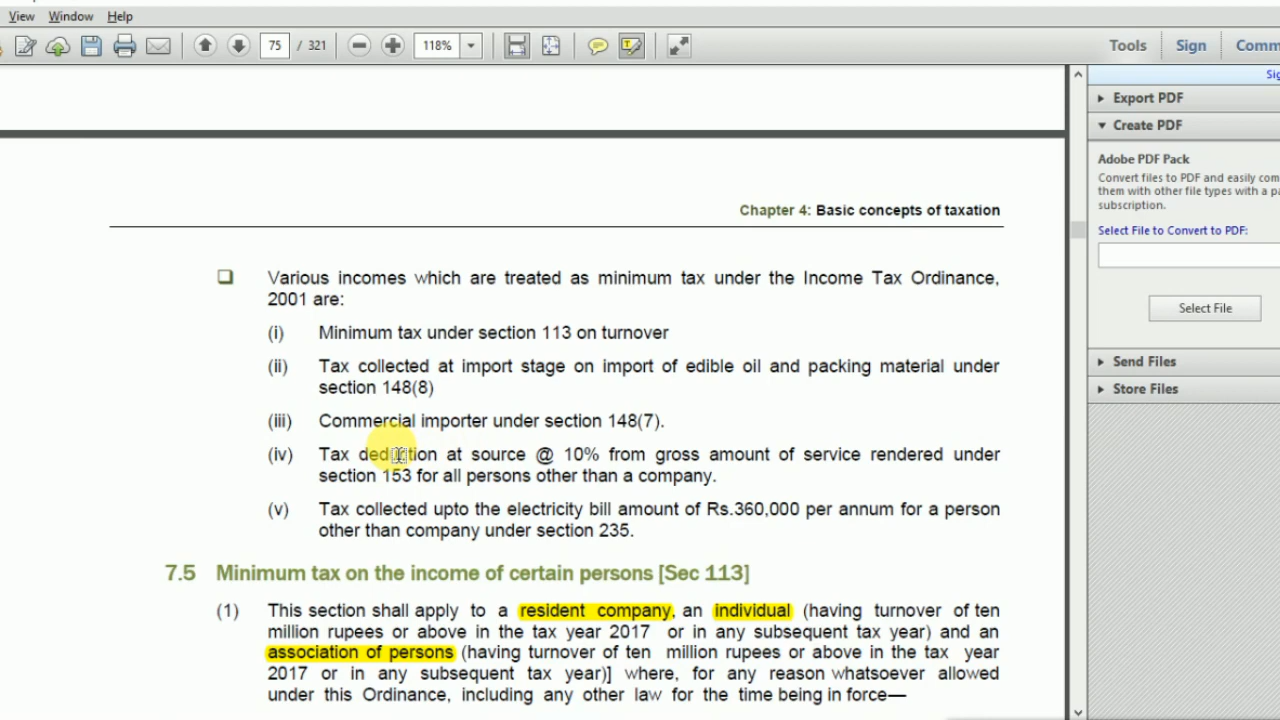 View Window Help
75 / 321 118% Tools Sign
Export PDF
Create PDF
Adobe PDF Pack
Convert files to PDF and easily
them with other file types with a
subscription.
Select File to Convert to PDF:
Select File
Send Files
Store Files
Chapter 4: Basic concepts of taxation
Various incomes which are treated as minimum tax under the Income Tax Ordinance,
2001 are:
(i) Minimum tax under section 113 on turnover
(ii) Tax collected at import stage on import of edible oil and packing material under
section 148(8)
(iii) Commercial importer under section 148(7).
(iv) Tax deduction at source @ 10% from gross amount of service rendered under
section 153 for all persons other than a company.
(v) Tax collected upto the electricity bill amount of Rs.360,000 per annum for a person
other than company under section 235.
7.5 Minimum tax on the income of certain persons [Sec 113]
(1) This section shall apply to a resident company, an individual (having turnover of ten
million rupees or above in the tax year 2017 or in any subsequent tax year) and an
association of persons (having turnover of ten million rupees or above in the tax year
2017 or in any subsequent tax year)] where, for any reason whatsoever allowed
under this Ordinance, including any other law for the time being in force—